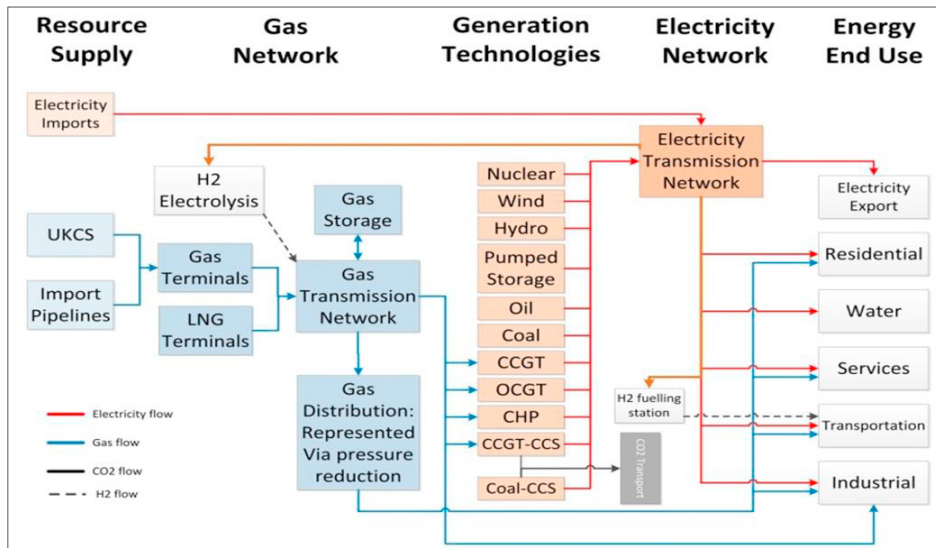 Resource
Supply
Gas
Network
Generation
Technologies
Electricity
Network
Energy
End Use
Electricity
Imports
H2
Electrolysis
UKCS
Import
Pipelines
Gas
Terminals
LNG
Terminals
Gas
Storage
Gas
Transmission
Network
Gas
Distribution:
Represented
Via pressure
reduction
Nuclear
Wind
Hydro
Pumped
Storage
Oil
Coal
CCGT
OCGT
CHP
CCGT-CCS
Coal-CCS
Electricity
Transmission
Network
H2 fuelling
station
CO2 Transport
Electricity
Export
Residential
Water
Services
Transportation
Industrial
Electricity flow
Gas flow
CO2 flow
H2 flow